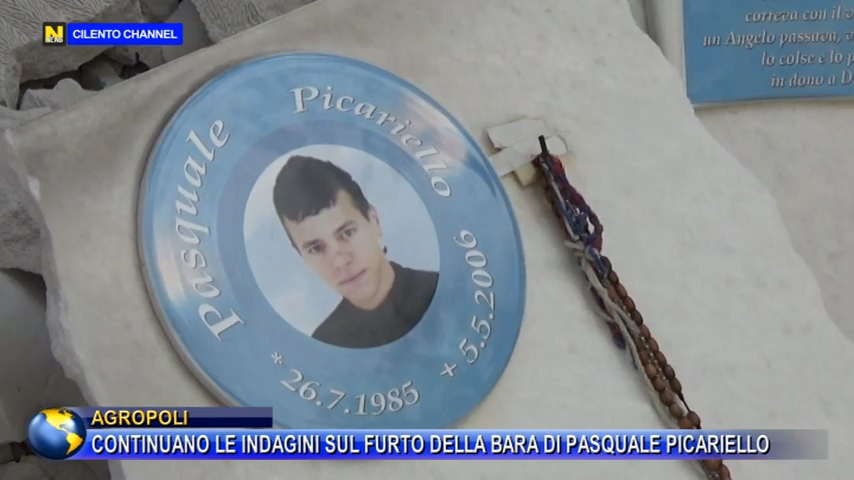 N
NEWS
CILENTO CHANNEL
correva con il v
un Angelo passava, v
lo colse e lo p
in dono a D
Pasquale Picariello
* 26.7.1985 + 5.5.2006
AGROPOLI
CONTINUANO LE INDAGINI SUL FURTO DELLA BARA DI PASQUALE PICARIELLO